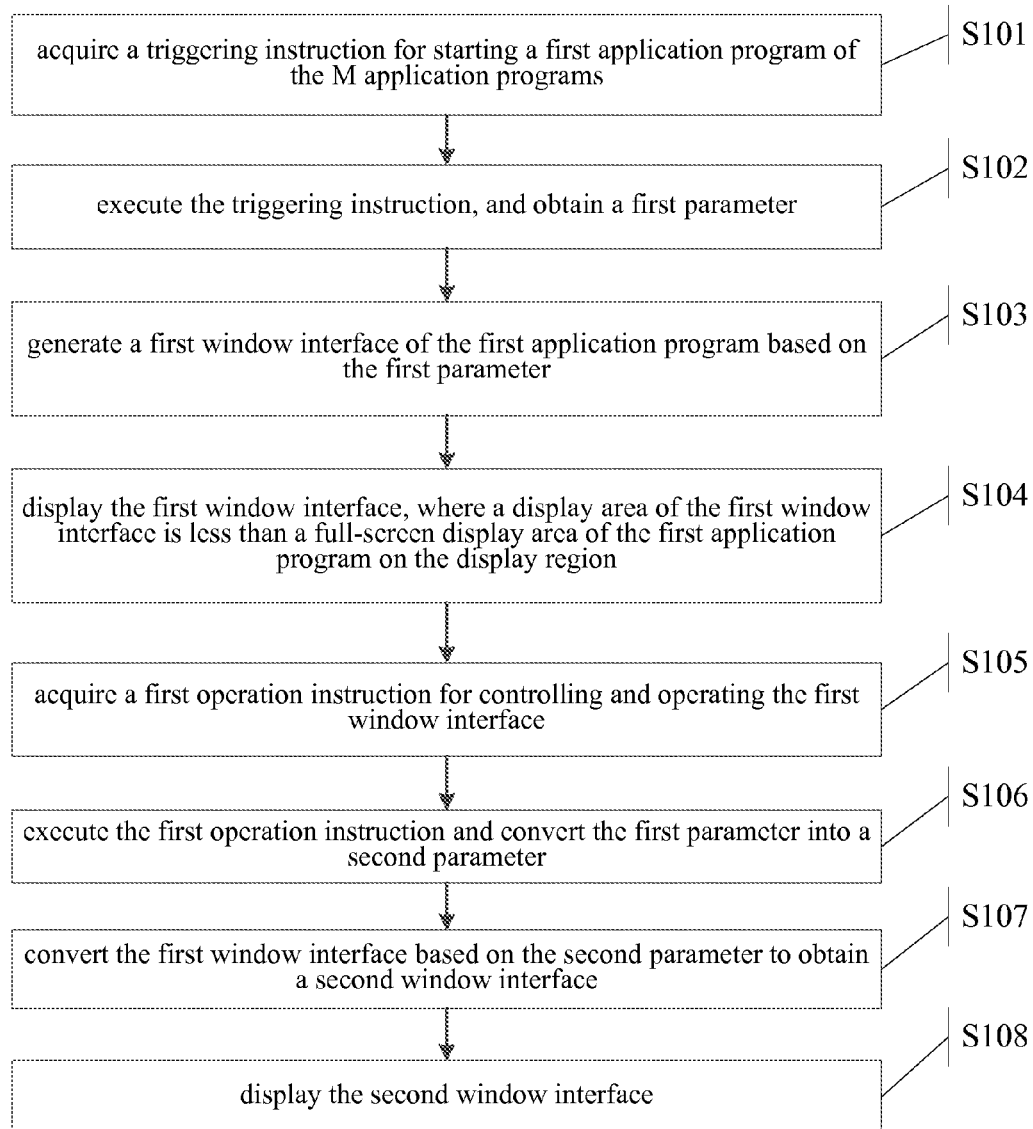 acquire a triggering instruction for starting a first application program of
the M application programs
S101
execute the triggering instruction, and obtain a first parameter
S102
generate a first window interface of the first application program based on
the first parameter
S103
display the first window interface, where a display area of the first window
interface is less than a full-screen display area of the first application
program on the display region
S104
acquire a first operation instruction for controlling and operating the first
window interface
S105
execute the first operation instruction and convert the first parameter into a
second parameter
S106
convert the first window interface based on the second parameter to obtain
a second window interface
S107
display the second window interface
S108